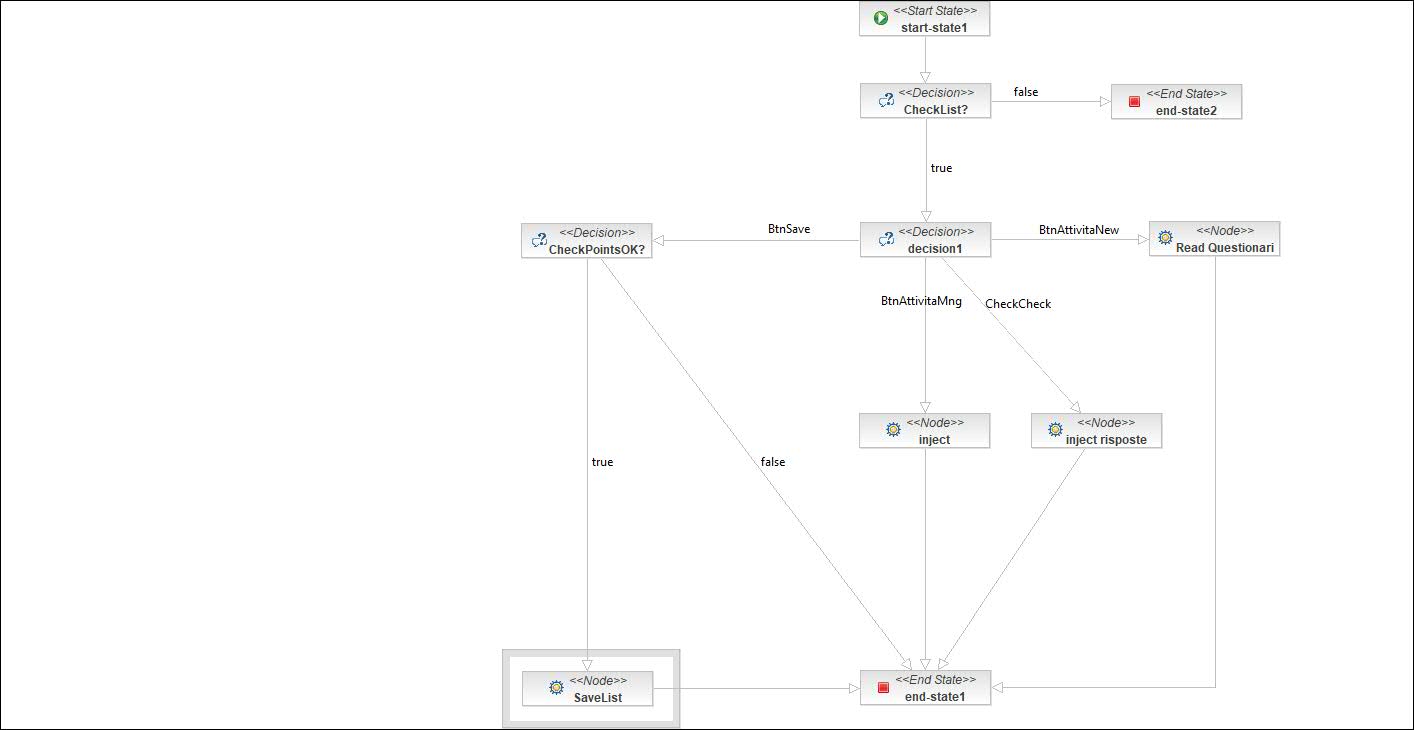 <<Start State>>
start-state1
<<Decision>>
CheckList?
false
<<End State>>
end-state2
true
<<Decision>>
CheckPointsOK?
BtnSave
<<Decision>>
decision1
BtnAttivitaNew
<<Node>>
Read Questionari
BtnAttivitaMng
CheckCheck
<<Node>>
inject
<<Node>>
inject risposte
true
false
<<Node>>
SaveList
<<End State>>
end-state1